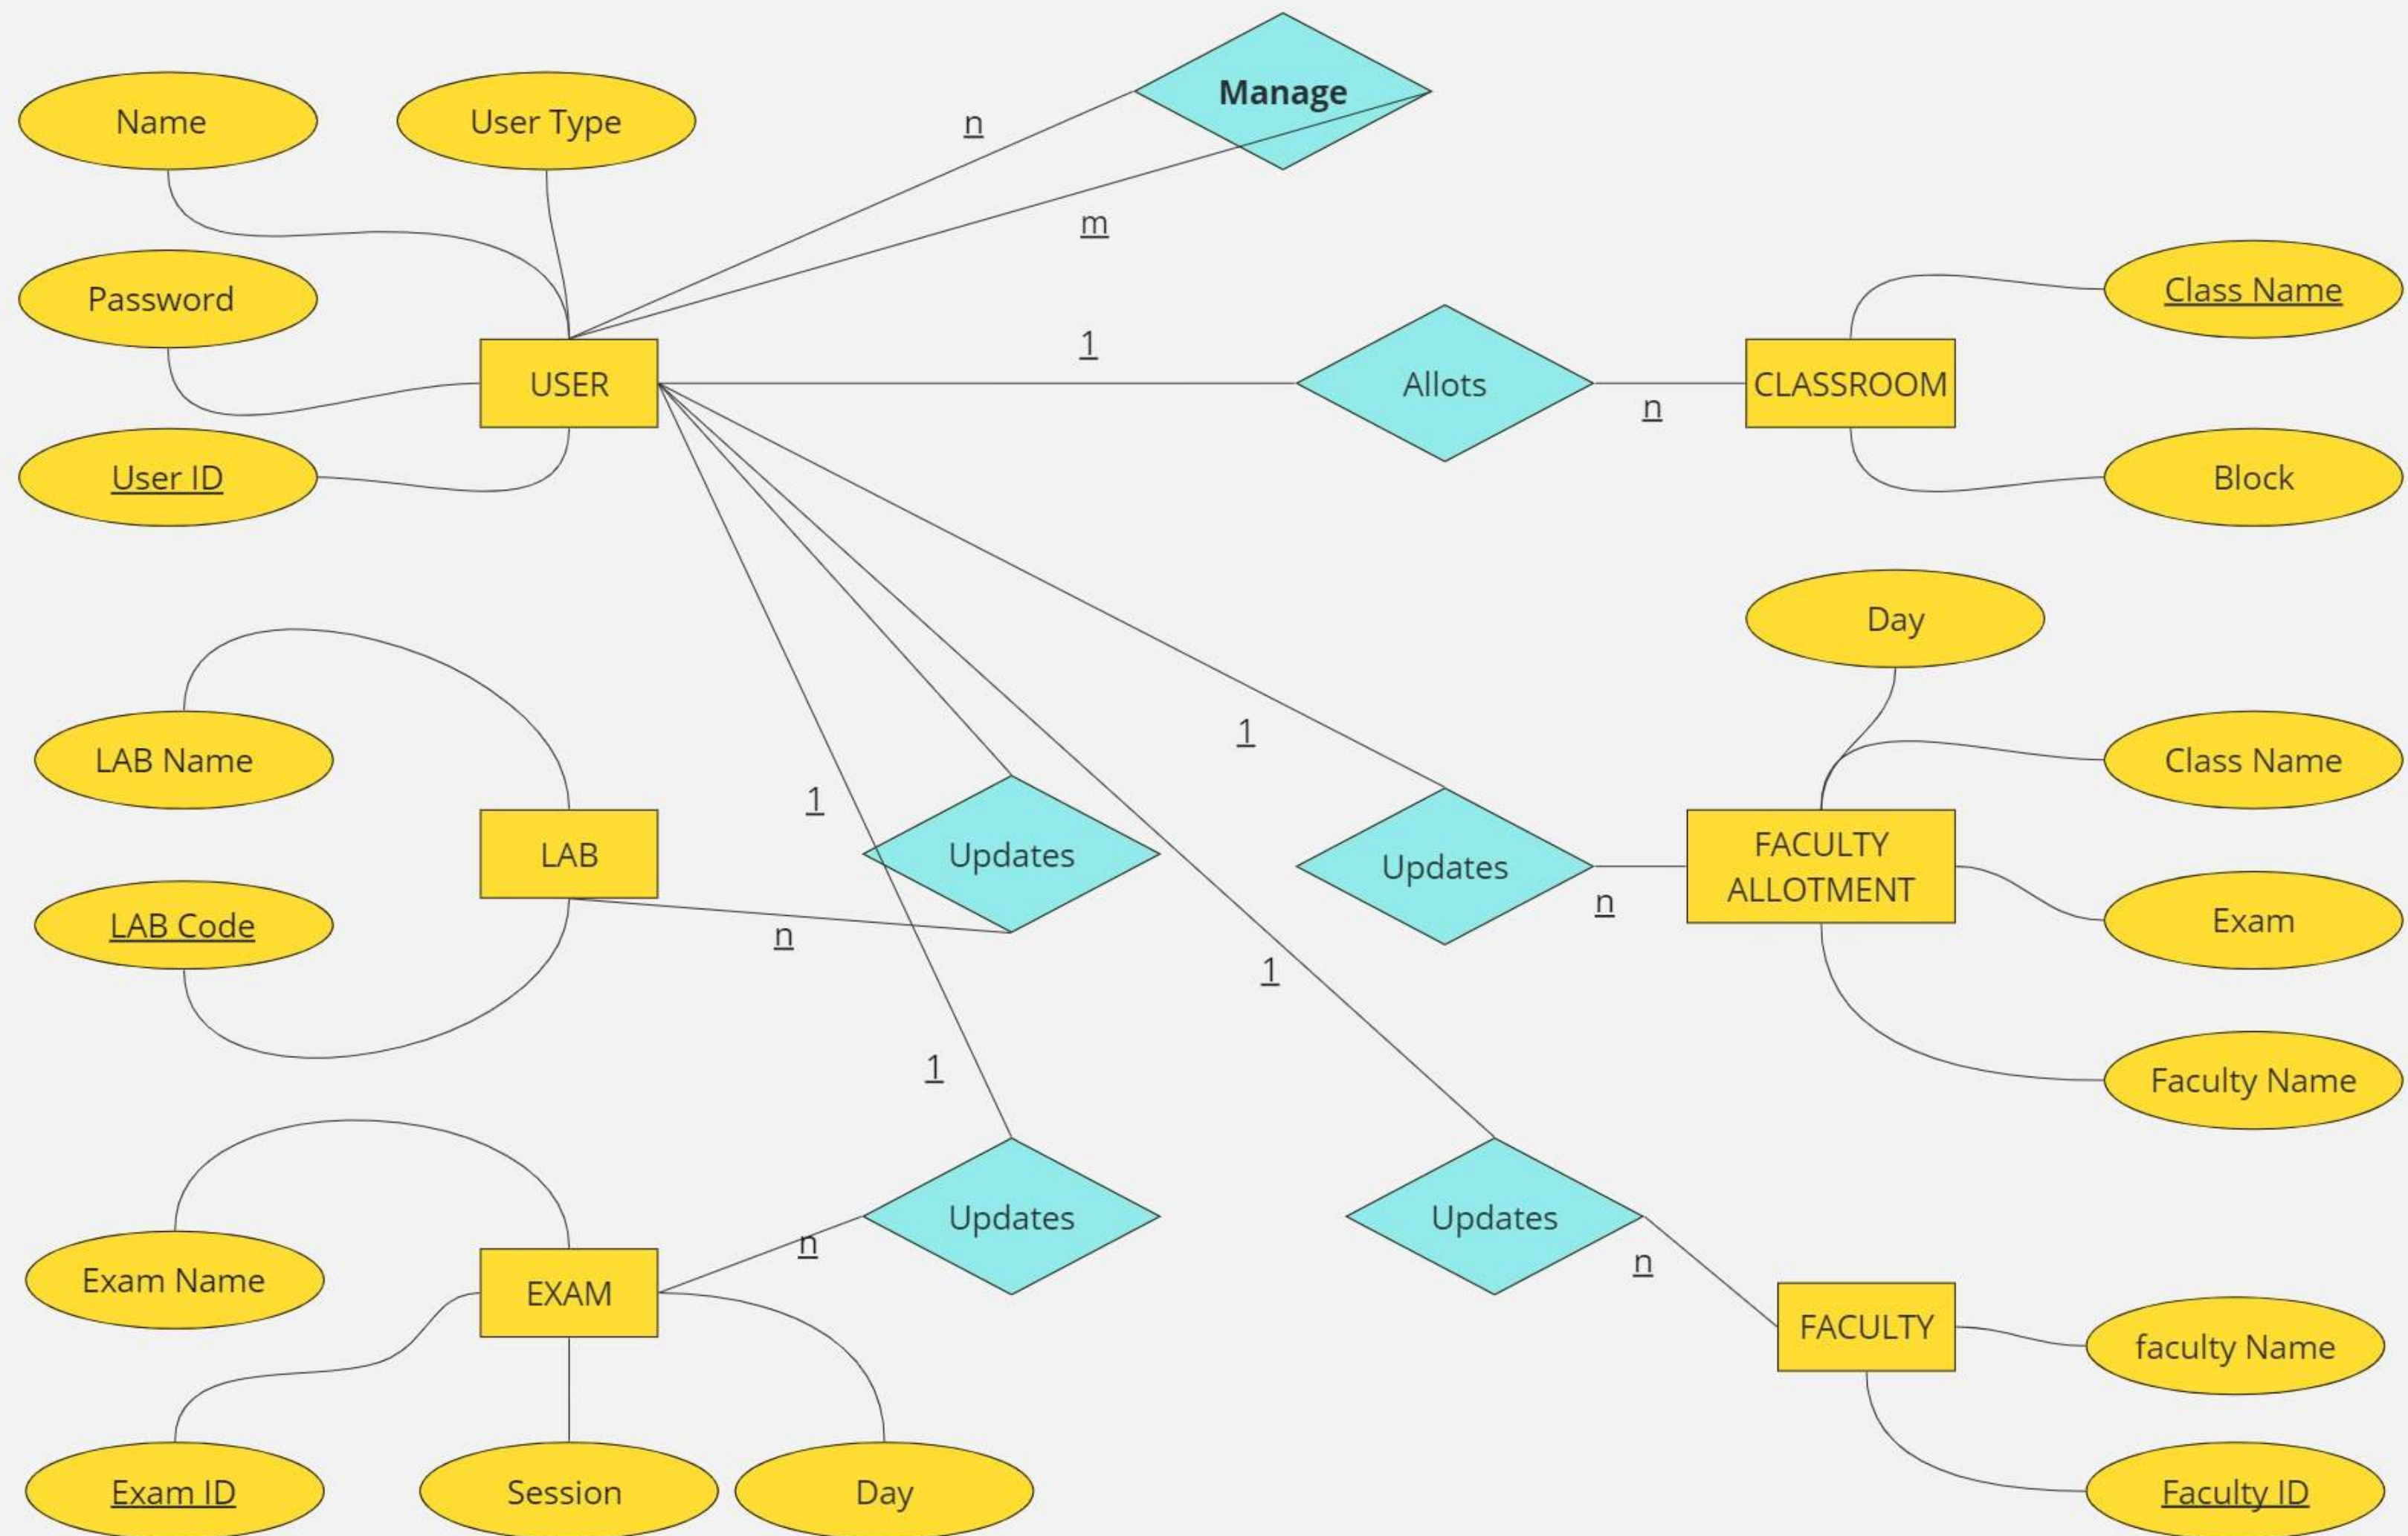 Manage
Name
User Type
n
m
Password
Class Name
1
USER
Allots
CLASSROOM
n
User ID
Block
Day
1
LAB Name
Class Name
1
LAB
Updates
Updates
FACULTY
ALLOTMENT
n
LAB Code
n
Exam
1
1
Faculty Name
Updates
Updates
n
n
Exam Name
EXAM
FACULTY
faculty Name
Exam ID
Session
Day
Faculty ID